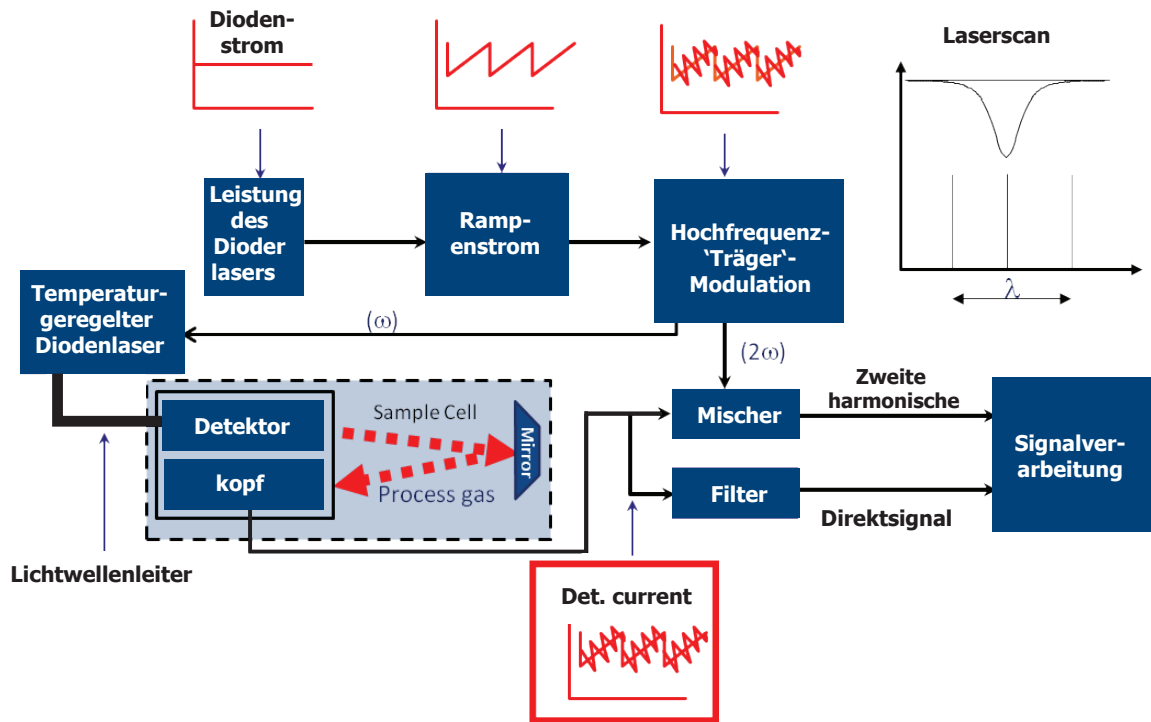 Dioden-
strom
Laserscan
Leistung
des
Dioder
lasers
Ramp-
enstrom
Hochfrequenz-
'Träger'-
Modulation
λ
Temperatur-
geregelter
Diodenlaser
(ω)
(2ω)
Detektor
kopf
Sample Cell
Mirror
Process gas
Mischer
Zweite
harmonische
Filter
Direktsignal
Signalver-
arbeitung
Lichtwellenleiter
Det. current